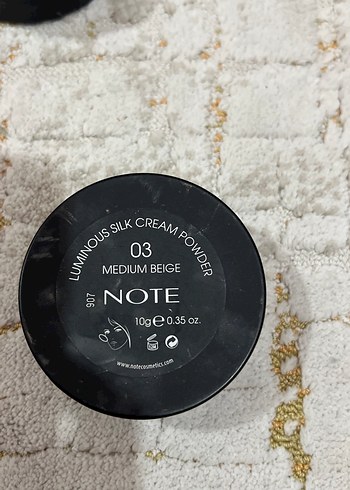 LUMINOUS SILK CREAM POWDER
03
MEDIUM BEIGE
907
NOTE
10g℮0.35 oz.
www.notecosmetics.com